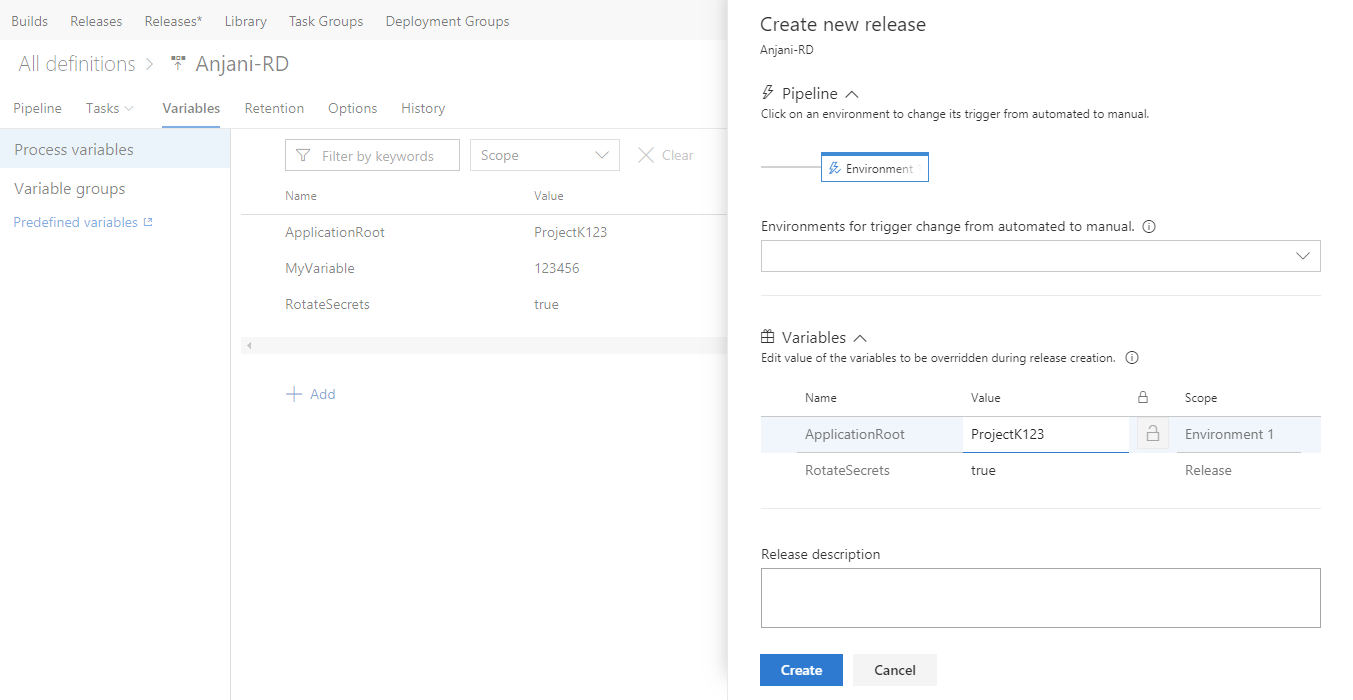 Builds Releases Releases* Library Task Groups Deployment Groups
All definitions > Anjani-RD
Pipeline Tasks Variables Retention Options History
Process variables
Variable groups
Predefined variables
Filter by keywords Scope Clear
Name Value
ApplicationRoot ProjectK123
MyVariable 123456
RotateSecrets true
Add
Create new release
Anjani-RD
Pipeline
Click on an environment to change its trigger from automated to manual.
Environment
Environments for trigger change from automated to manual.
Variables
Edit value of the variables to be overridden during release creation.
Name Value Scope
ApplicationRoot ProjectK123 Environment 1
RotateSecrets true Release
Release description
Create Cancel